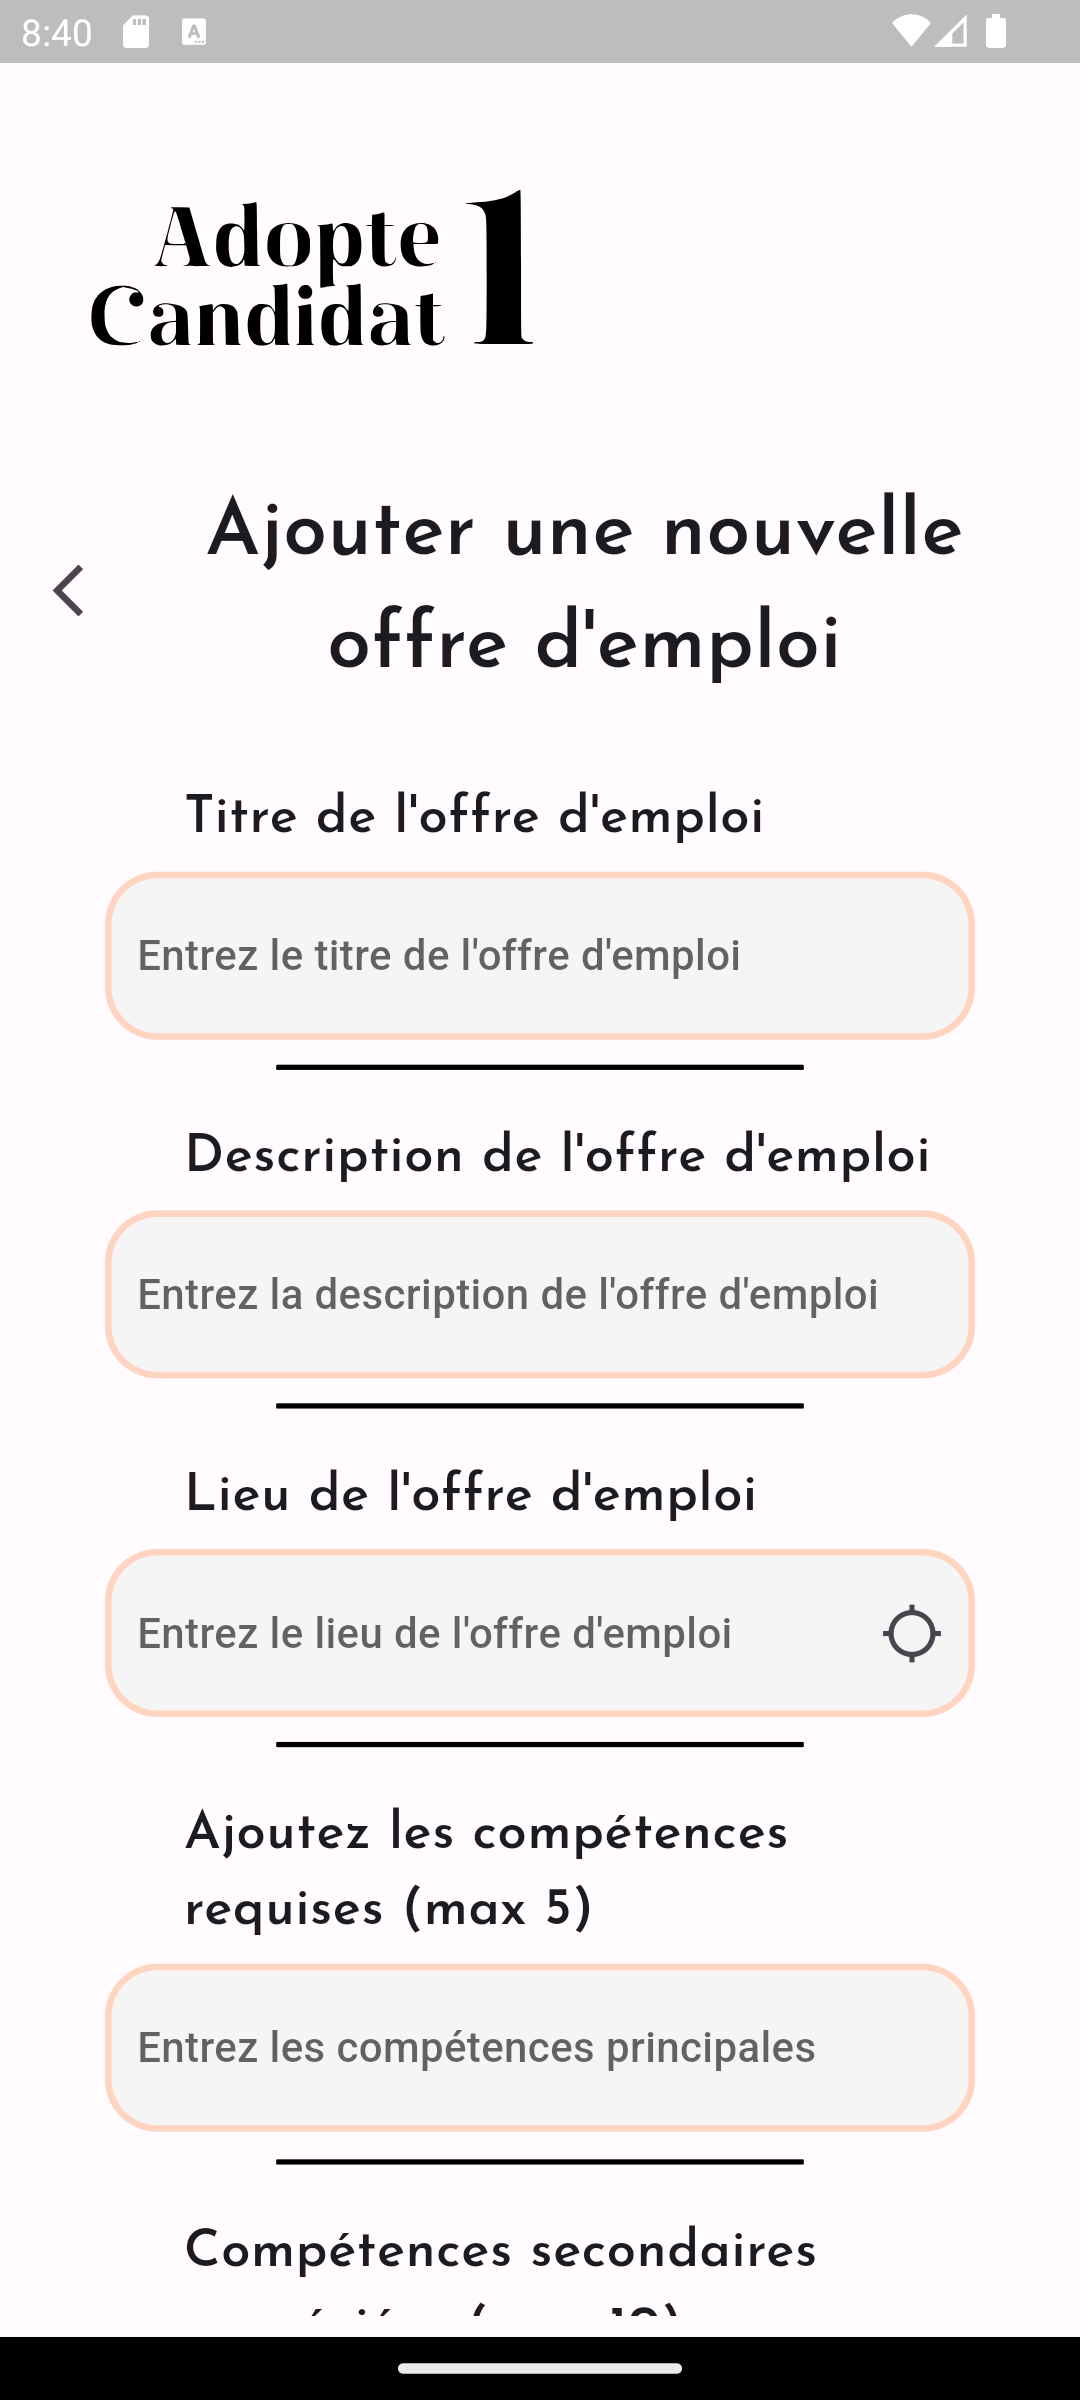 8:40
Adopte
Candidat 1
Ajouter une nouvelle
offre d'emploi
Titre de l'offre d'emploi
Entrez le titre de l'offre d'emploi
Description de l'offre d'emploi
Entrez la description de l'offre d'emploi
Lieu de l'offre d'emploi
Entrez le lieu de l'offre d'emploi
Ajoutez les compétences
requises (max 5)
Entrez les compétences principales
Compétences secondaires